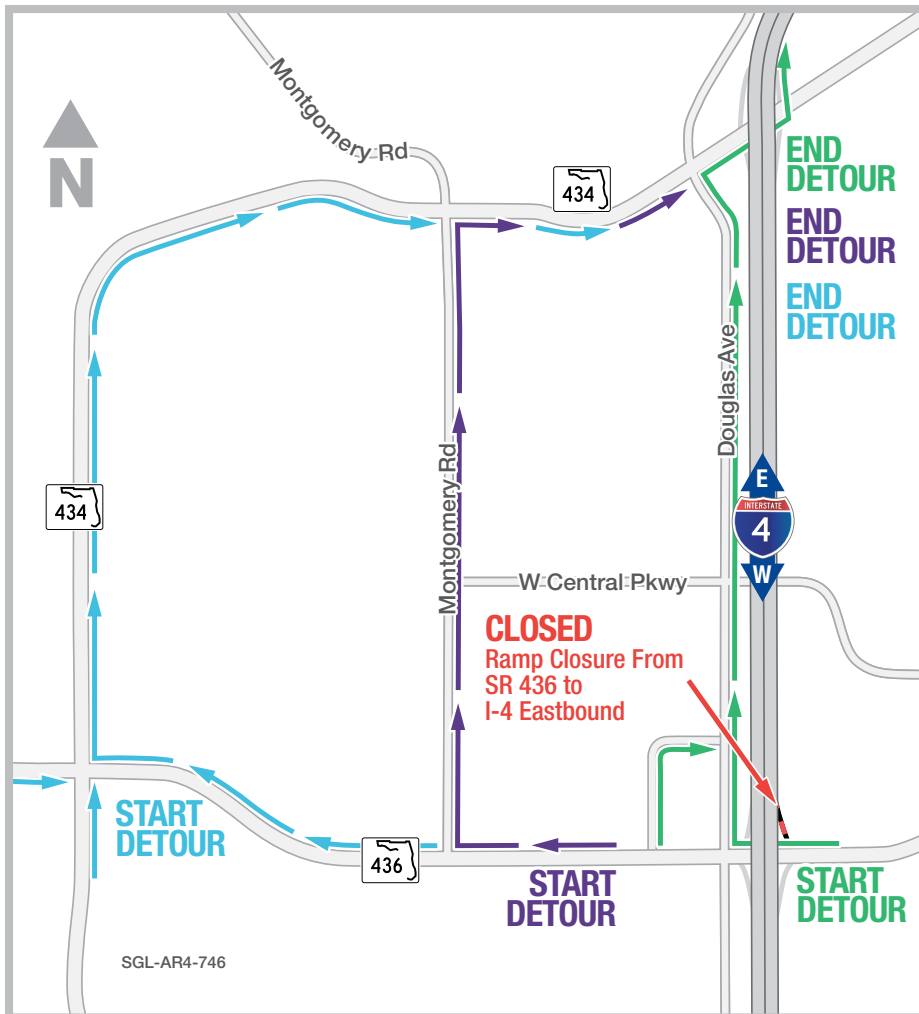 Montgomery Rd
N
434
END
DETOUR
END
DETOUR
END
DETOUR
Douglas Ave
Montgomery Rd
434
E
INTERSTATE
4
W
W Central Pkwy
CLOSED
Ramp Closure From
SR 436 to
I-4 Eastbound
START
DETOUR
436
START
DETOUR
START
DETOUR
SGL-AR4-746